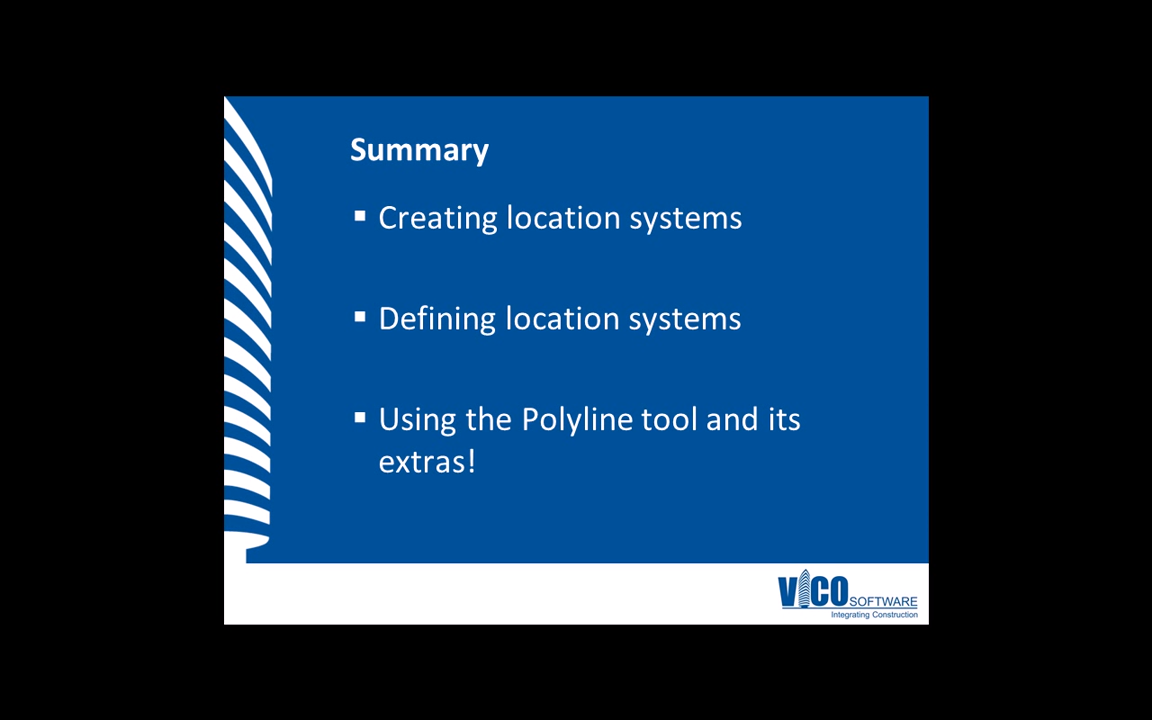 Summary
▪ Creating location systems
▪ Defining location systems
▪ Using the Polyline tool and its
extras!
VICO SOFTWARE
Integrating Construction